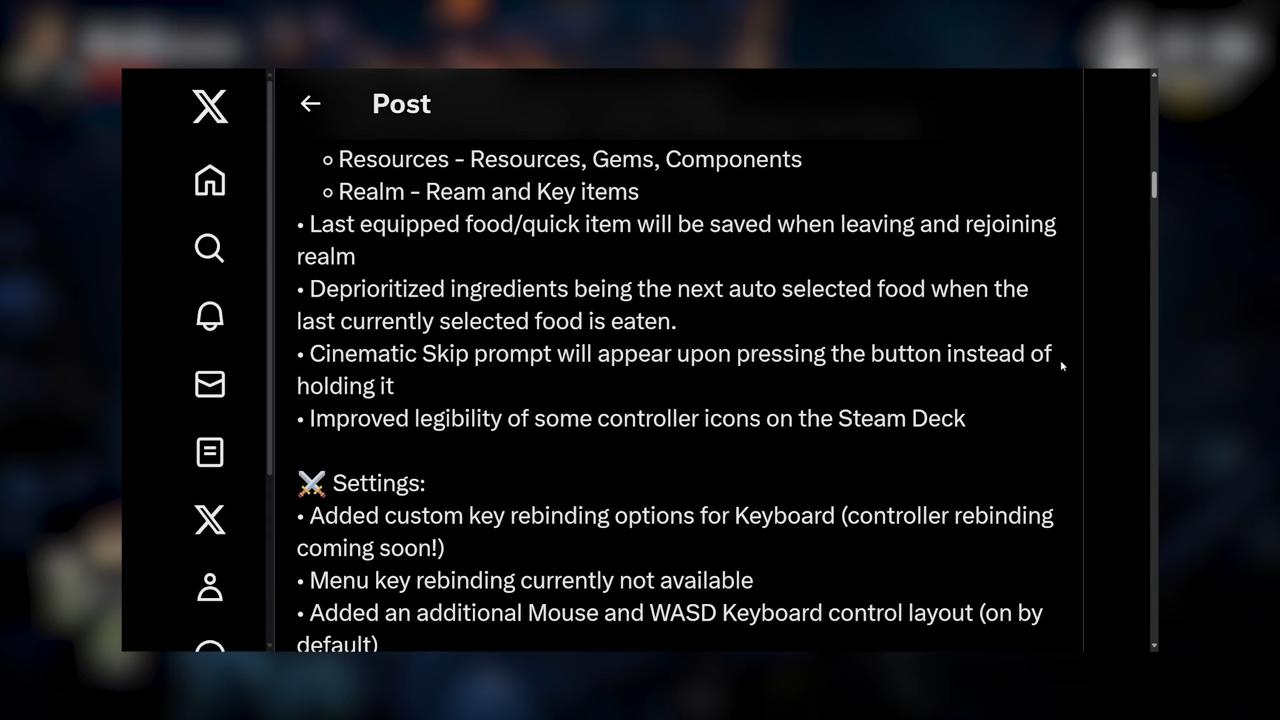 Post
◦ Resources - Resources, Gems, Components
◦ Realm - Ream and Key items
• Last equipped food/quick item will be saved when leaving and rejoining
realm
• Deprioritized ingredients being the next auto selected food when the
last currently selected food is eaten.
• Cinematic Skip prompt will appear upon pressing the button instead of
holding it
• Improved legibility of some controller icons on the Steam Deck
⚔️ Settings:
• Added custom key rebinding options for Keyboard (controller rebinding
coming soon!)
• Menu key rebinding currently not available
• Added an additional Mouse and WASD Keyboard control layout (on by
default)